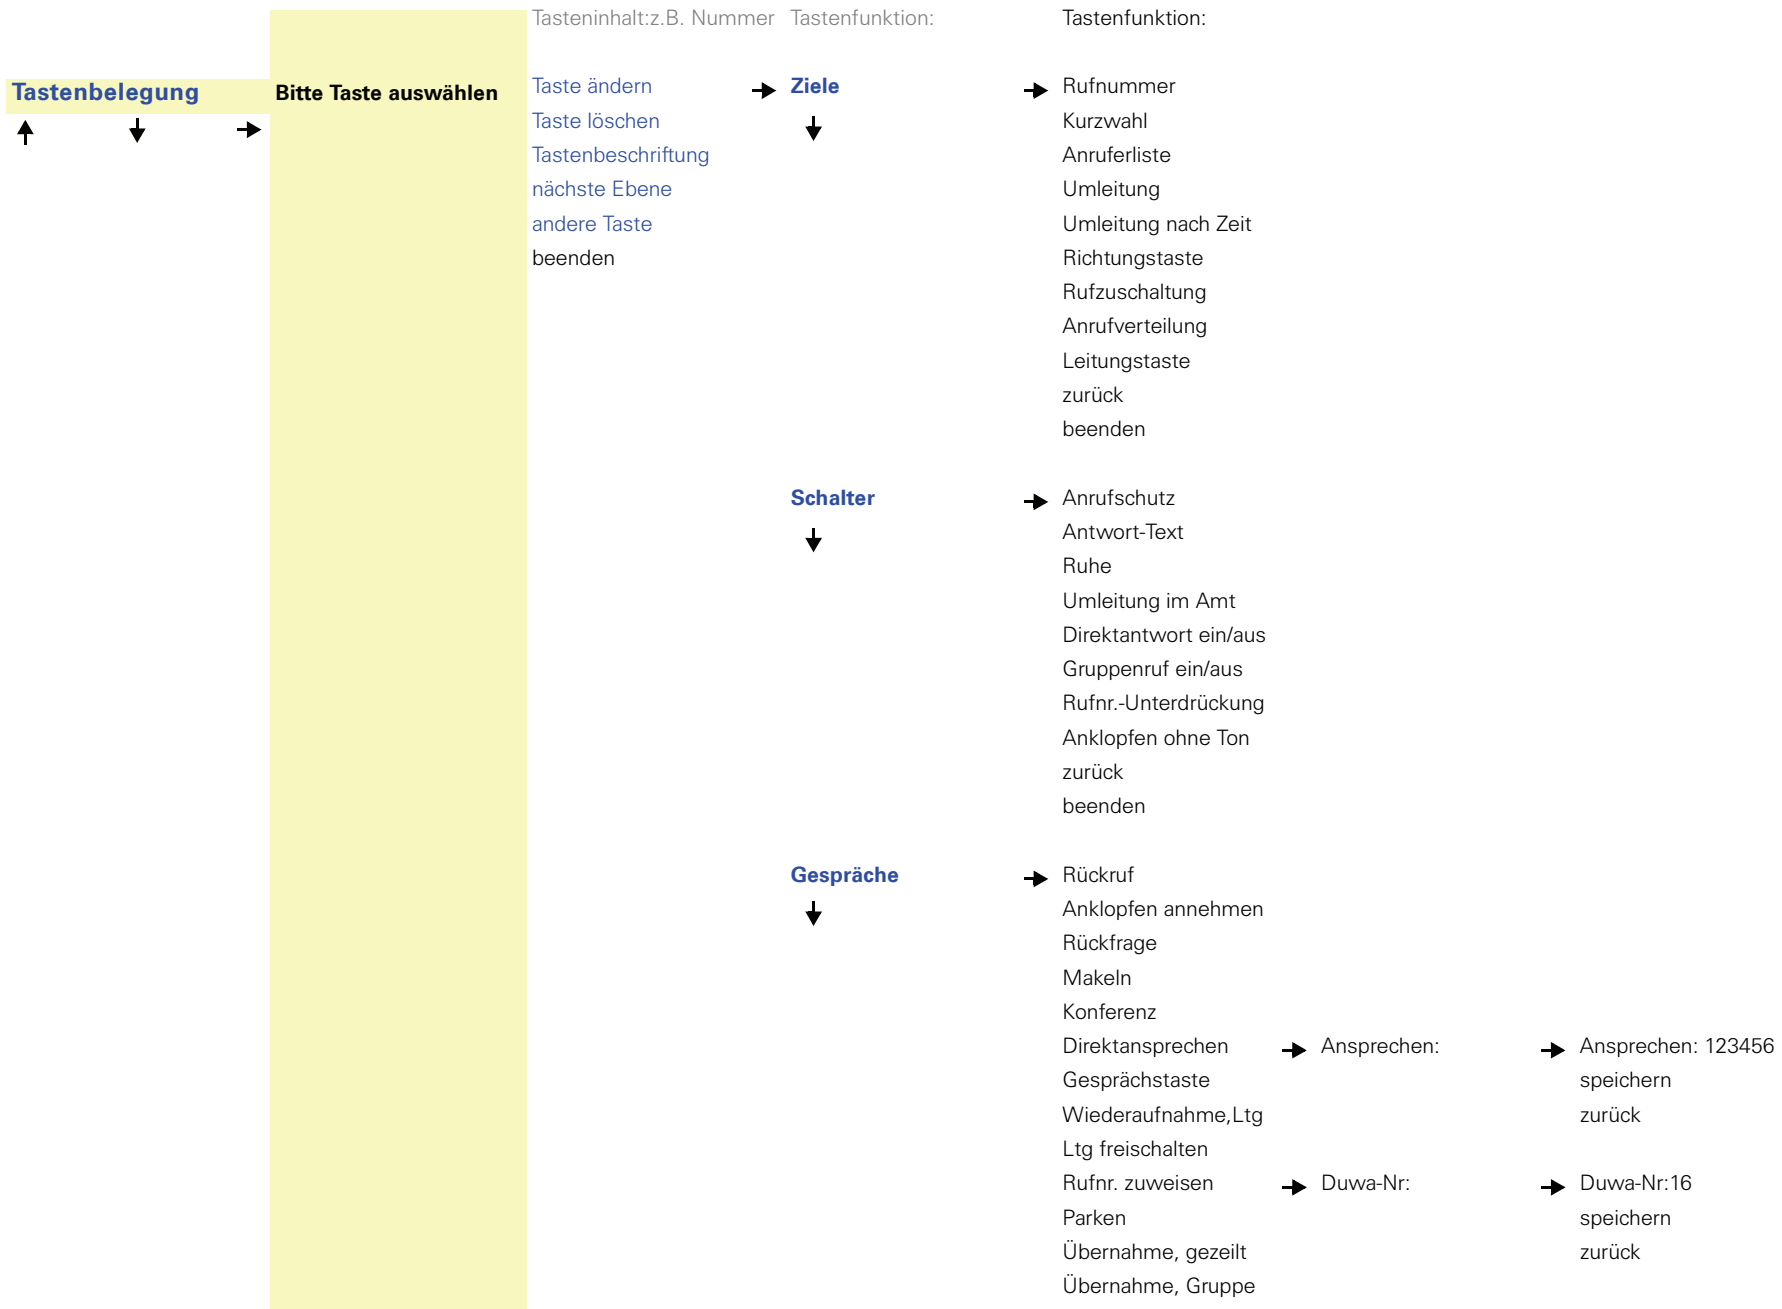 Tasteninhalt:z.B. Nummer Tastenfunktion: Tastenfunktion:
Tastenbelegung Bitte Taste auswählen Taste ändern Ziele Rufnummer
Taste löschen Kurzwahl
Tastenbeschriftung Anruferliste
nächste Ebene Umleitung
andere Taste Umleitung nach Zeit
beenden Richtungstaste
Rufzuschaltung
Anrufverteilung
Leitungstaste
zurück
beenden
Schalter Anrufschutz
Antwort-Text
Ruhe
Umleitung im Amt
Direktantwort ein/aus
Gruppenruf ein/aus
Rufnr.-Unterdrückung
Anklopfen ohne Ton
zurück
beenden
Gespräche Rückruf
Anklopfen annehmen
Rückfrage
Makeln
Konferenz
Direktansprechen Ansprechen: Ansprechen: 123456
Gesprächstaste speichern
Wiederaufnahme,Ltg zurück
Ltg freischalten
Rufnr. zuweisen Duwa-Nr: Duwa-Nr:16
Parken speichern
Übernahme, gezeilt zurück
Übernahme, Gruppe